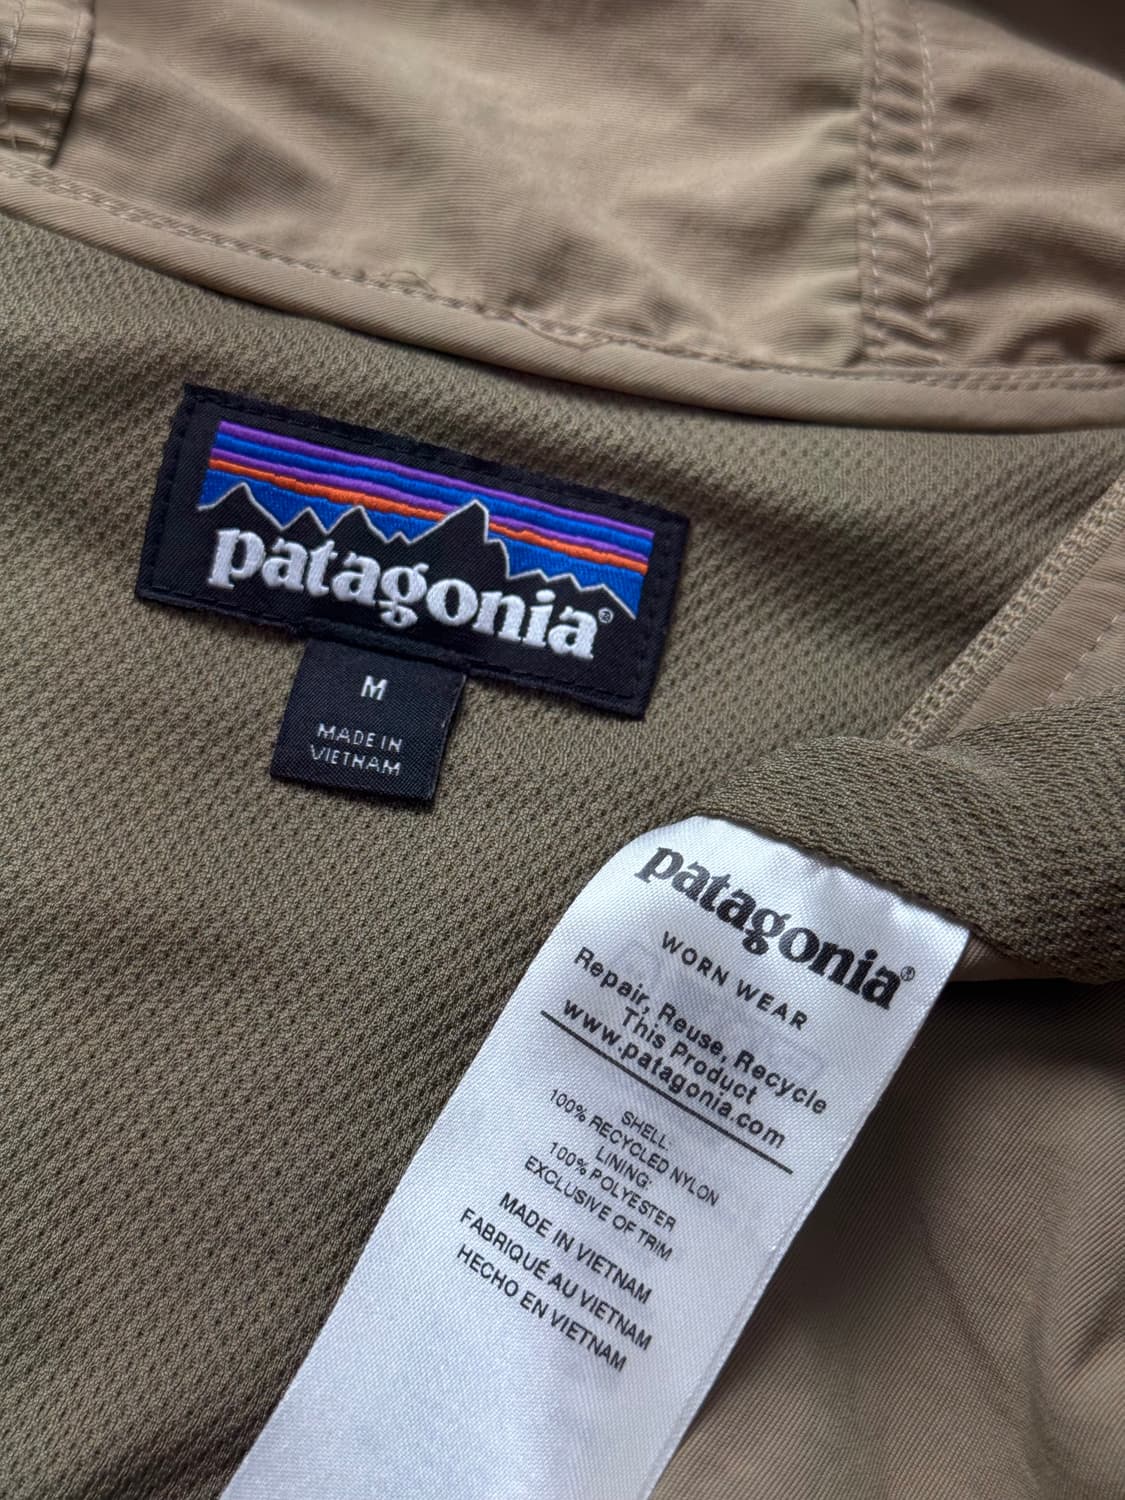 patagonia®
M
MADE IN
VIETNAM
patagonia®
WORN WEAR
Repair, Reuse, Recycle
This Product
www.patagonia.com
SHELL:
100% RECYCLED NYLON
LINING:
100% POLYESTER
EXCLUSIVE OF TRIM
MADE IN VIETNAM
FABRIQUÉ AU VIETNAM
HECHO EN VIETNAM